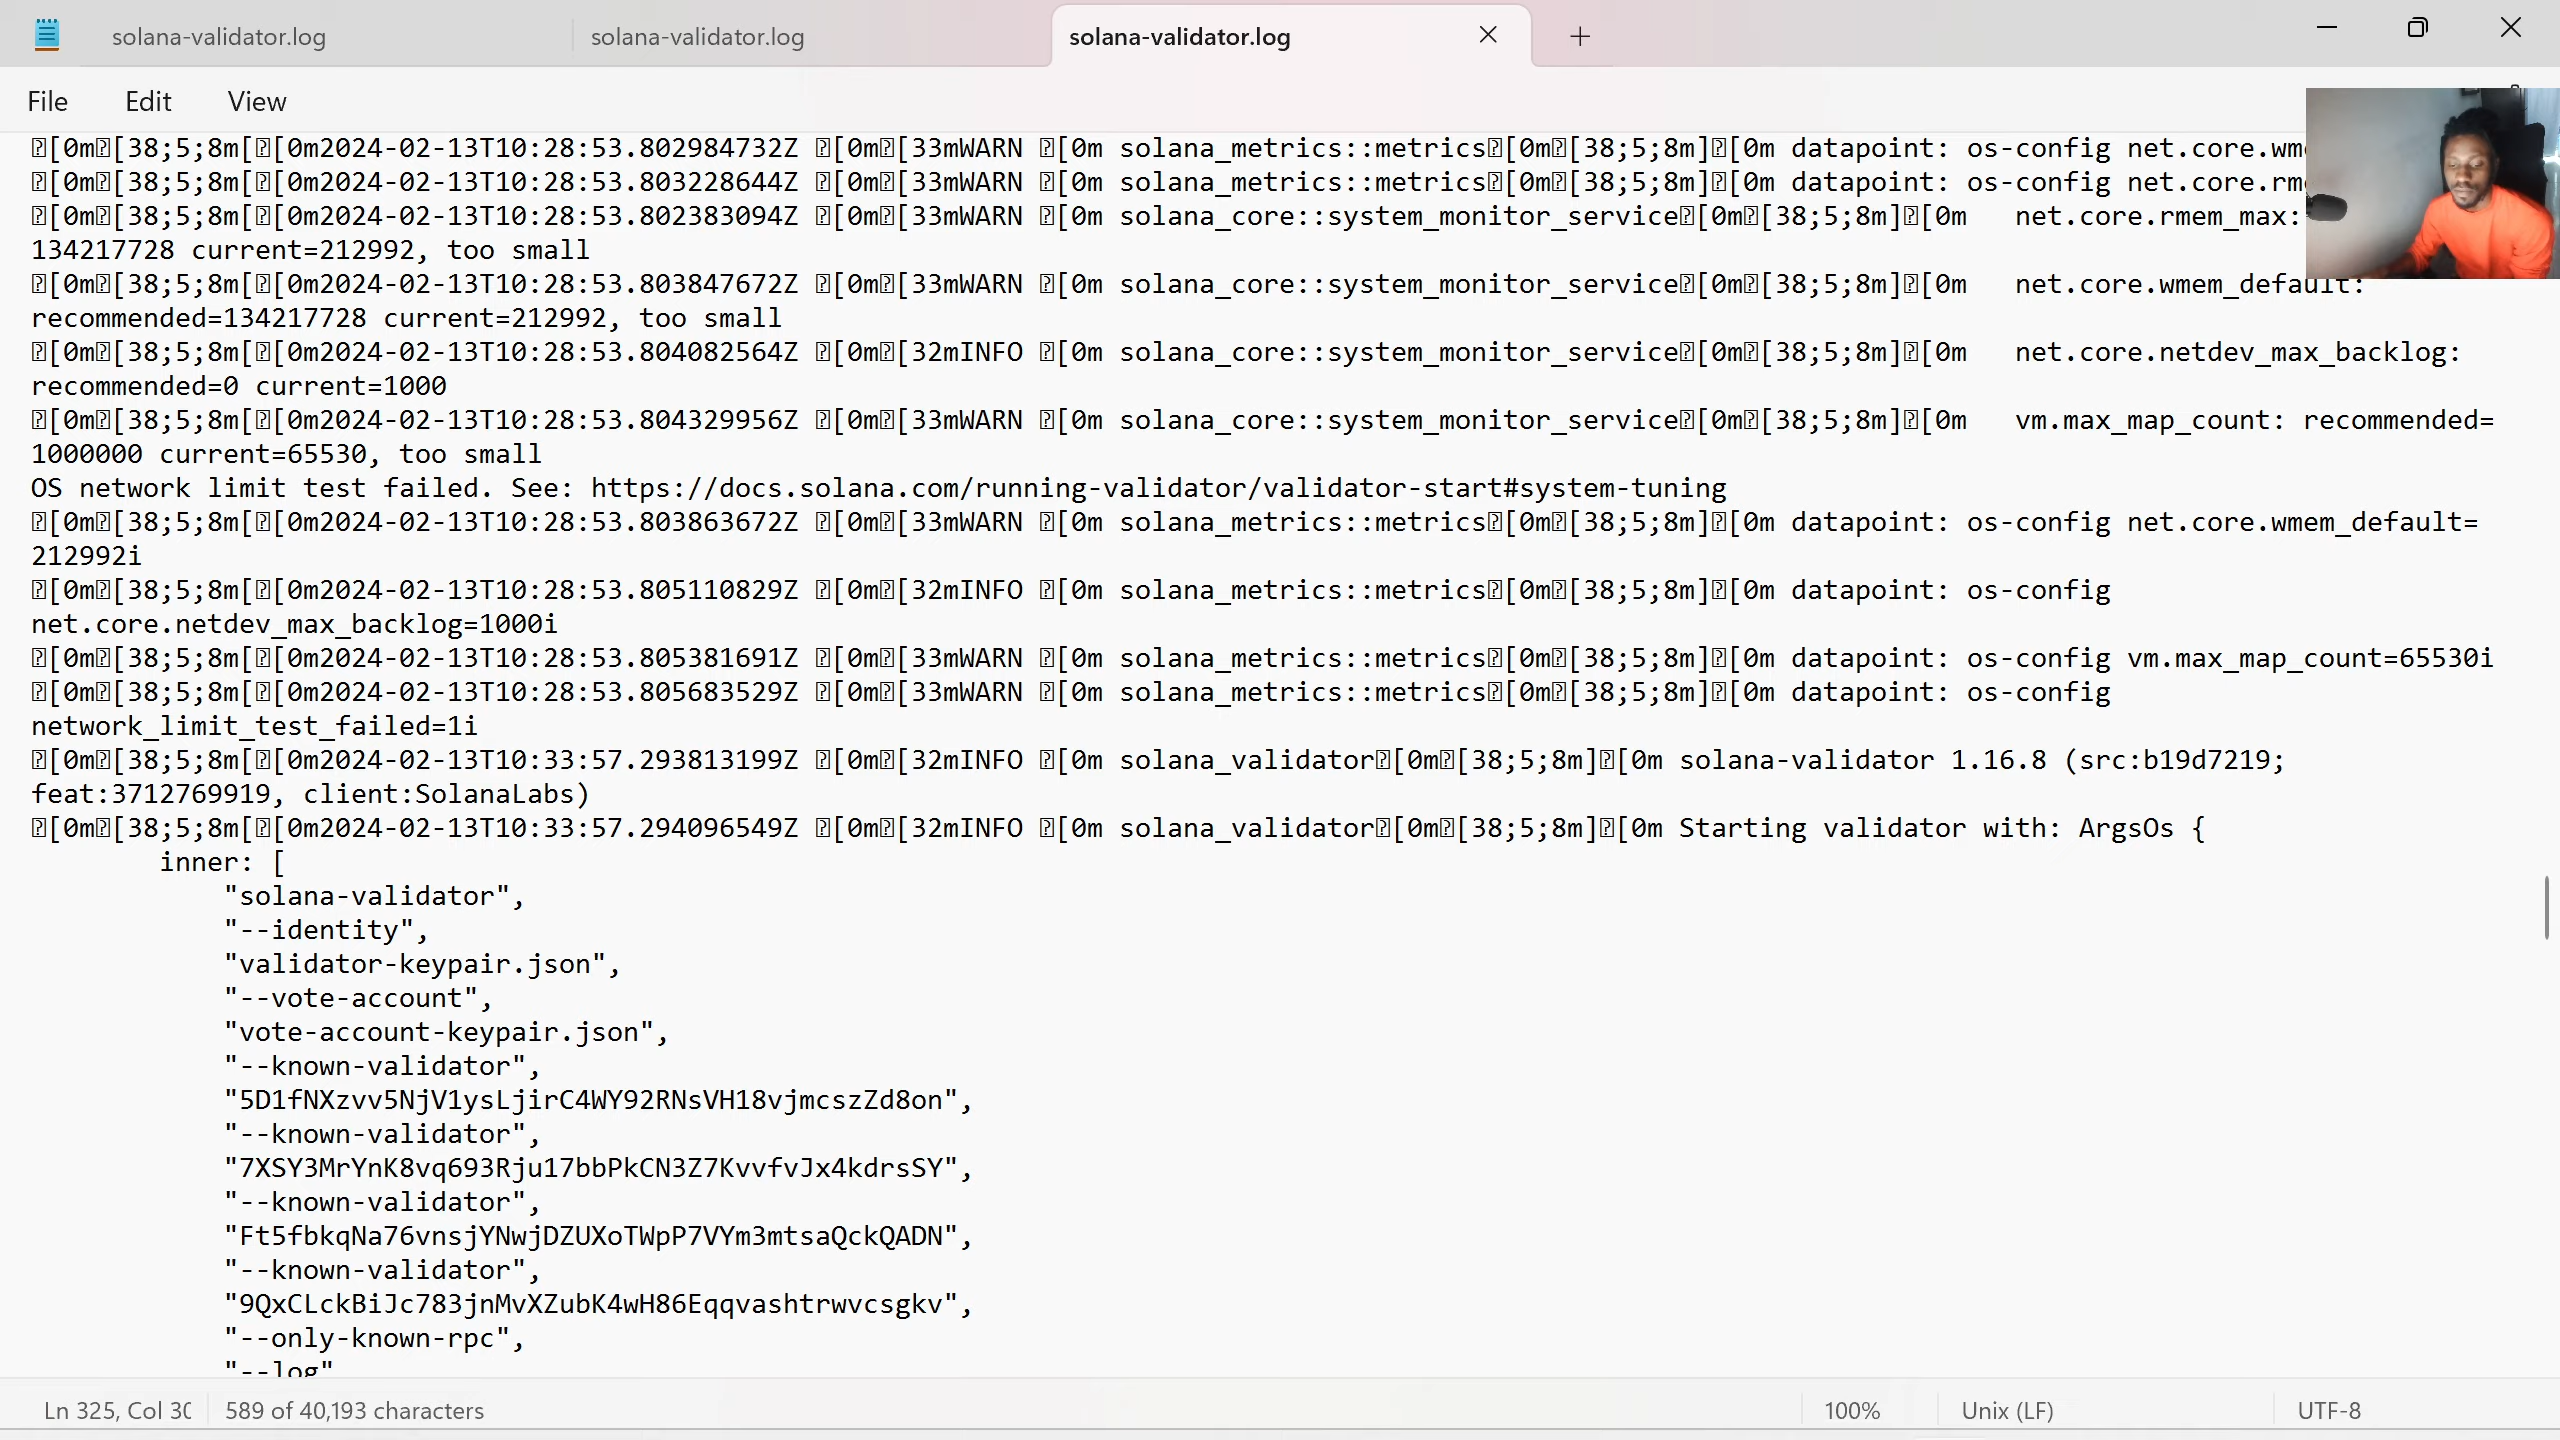 solana-validator.log solana-validator.log solana-validator.log
File Edit View
[0m[38;5;8m[[0m2024-02-13T10:28:53.802984732Z [0m[33mWARN [0m solana_metrics::metrics[0m[38;5;8m][0m datapoint: os-config
[0m[38;5;8m[[0m2024-02-13T10:28:53.803228644Z [0m[33mWARN [0m solana_metrics::metrics[0m[38;5;8m][0m datapoint: os-config
[0m[38;5;8m[[0m2024-02-13T10:28:53.802383094Z [0m[33mWARN [0m solana_core::system_monitor_service[0m[38;5;8m][0m   net.core.rmem_max:
134217728 current=212992, too small
[0m[38;5;8m[[0m2024-02-13T10:28:53.803847672Z [0m[33mWARN [0m solana_core::system_monitor_service[0m[38;5;8m][0m   net.core.wmem_default:
recommended=134217728 current=212992, too small
[0m[38;5;8m[[0m2024-02-13T10:28:53.804082564Z [0m[32mINFO [0m solana_core::system_monitor_service[0m[38;5;8m][0m   net.core.netdev_max_backlog:
recommended=0 current=1000
[0m[38;5;8m[[0m2024-02-13T10:28:53.804329956Z [0m[33mWARN [0m solana_core::system_monitor_service[0m[38;5;8m][0m   vm.max_map_count: recommended=
1000000 current=65530, too small
OS network limit test failed. See: https://docs.solana.com/running-validator/validator-start#system-tuning
[0m[38;5;8m[[0m2024-02-13T10:28:53.803863672Z [0m[33mWARN [0m solana_metrics::metrics[0m[38;5;8m][0m datapoint: os-config net.core.wmem_default=
212992i
[0m[38;5;8m[[0m2024-02-13T10:28:53.805110829Z [0m[32mINFO [0m solana_metrics::metrics[0m[38;5;8m][0m datapoint: os-config
net.core.netdev_max_backlog=1000i
[0m[38;5;8m[[0m2024-02-13T10:28:53.805381691Z [0m[33mWARN [0m solana_metrics::metrics[0m[38;5;8m][0m datapoint: os-config vm.max_map_count=65530i
[0m[38;5;8m[[0m2024-02-13T10:28:53.805683529Z [0m[33mWARN [0m solana_metrics::metrics[0m[38;5;8m][0m datapoint: os-config
network_limit_test_failed=1i
[0m[38;5;8m[[0m2024-02-13T10:33:57.293813199Z [0m[32mINFO [0m solana_validator[0m[38;5;8m][0m solana-validator 1.16.8 (src:b19d7219;
feat:3712769919, client:SolanaLabs)
[0m[38;5;8m[[0m2024-02-13T10:33:57.294096549Z [0m[32mINFO [0m solana_validator[0m[38;5;8m][0m Starting validator with: ArgsOs {
inner: [
"solana-validator",
"--identity",
"validator-keypair.json",
"--vote-account",
"vote-account-keypair.json",
"--known-validator",
"5D1fNXzvv5NjV1ysLjirC4WY92RNsVH18vjmcszZd8on",
"--known-validator",
"7XSY3MrYnK8vq693Rju17bbPkCN3Z7KvvfvJx4kdrsSY",
"--known-validator",
"Ft5fbkqNa76vnsjYNwjDZUXoTWpP7VYm3mtsaQckQADN",
"--known-validator",
"9QxCLckBiJc783jnMvXZubK4wH86Eqqvashtrwvcsgkv",
"--only-known-rpc",
"--log"
Ln 325, Col 30 589 of 40,193 characters 100% Unix (LF) UTF-8